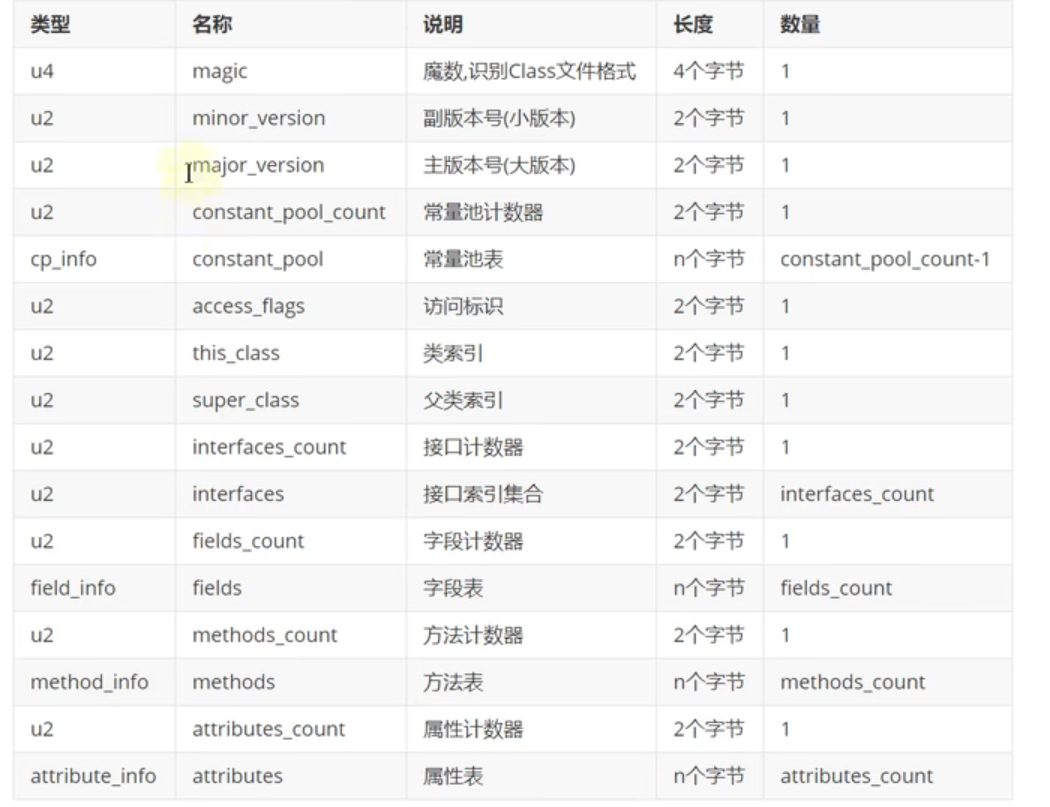 类型 名称 说明 长度 数量
u4 magic 魔数,识别Class文件格式 4个字节 1
u2 minor_version 副版本号(小版本) 2个字节 1
u2 major_version 主版本号(大版本) 2个字节 1
u2 constant_pool_count 常量池计数器 2个字节 1
cp_info constant_pool 常量池表 n个字节 constant_pool_count-1
u2 access_flags 访问标识 2个字节 1
u2 this_class 类索引 2个字节 1
u2 super_class 父类索引 2个字节 1
u2 interfaces_count 接口计数器 2个字节 1
u2 interfaces 接口索引集合 2个字节 interfaces_count
u2 fields_count 字段计数器 2个字节 1
field_info fields 字段表 n个字节 fields_count
u2 methods_count 方法计数器 2个字节 1
method_info methods 方法表 n个字节 methods_count
u2 attributes_count 属性计数器 2个字节 1
attribute_info attributes 属性表 n个字节 attributes_count